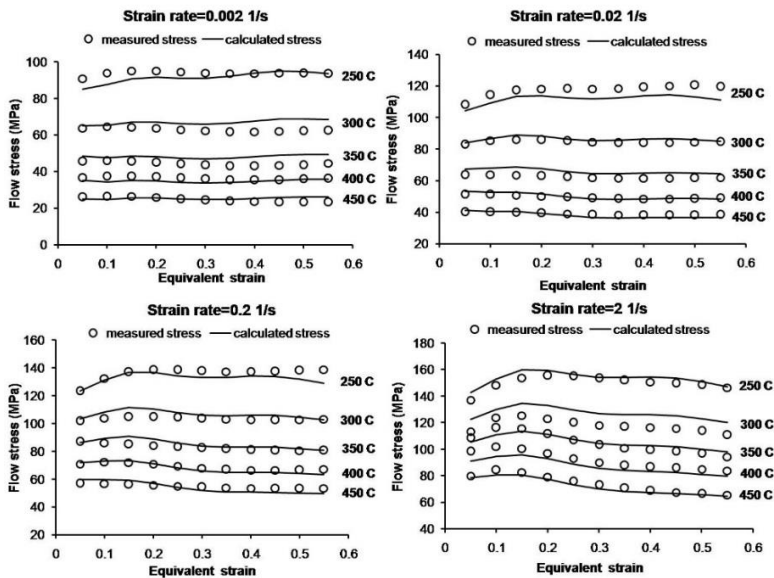 Strain rate=0.002 1/s
measured stress calculated stress
Flow stress (MPa)
100
80
60
40
20
0
250 C
300 C
350 C
400 C
450 C
0 0.1 0.2 0.3 0.4 0.5 0.6
Equivalent strain
Strain rate=0.02 1/s
measured stress calculated stress
Flow stress (MPa)
140
120
100
80
60
40
20
250 C
300 C
350 C
400 C
450 C
0 0.1 0.2 0.3 0.4 0.5 0.6
Equivalent strain
Strain rate=0.2 1/s
measured stress calculated stress
Flow stress (MPa)
160
140
120
100
80
60
40
20
250 C
300 C
350 C
400 C
450 C
0 0.1 0.2 0.3 0.4 0.5 0.6
Equivalent strain
Strain rate=2 1/s
measured stress calculated stress
Flow stress (MPa)
180
160
140
120
100
80
60
40
250 C
300 C
350 C
400 C
450 C
0 0.1 0.2 0.3 0.4 0.5 0.6
Equivalent strain